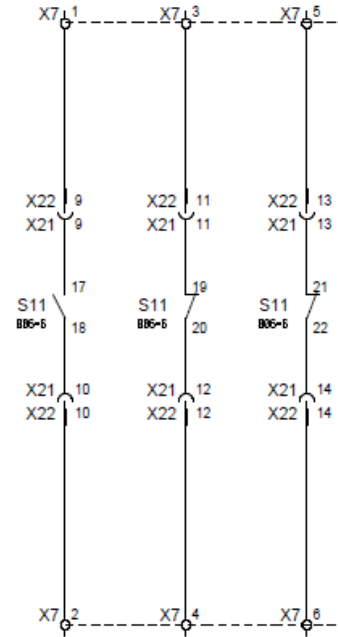 X7 1 X7 3 X7 5
X22 9 X22 11 X22 13
X21 9 X21 11 X21 13
17 19 21
S11 S11 S11
18 20 22
X21 10 X21 12 X21 14
X22 10 X22 12 X22 14
X7 2 X7 4 X7 6